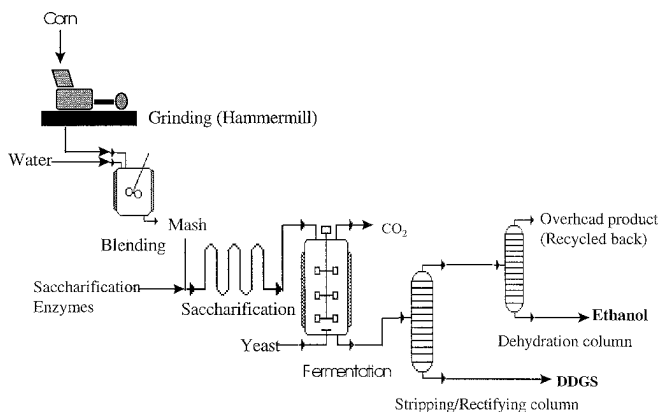 Corn
Grinding (Hammermill)
Water
Blending
Mash
Saccharification
Enzymes
Saccharification
CO2
Yeast
Fermentation
Overhead product
(Recycled back)
Ethanol
Dehydration column
DDGS
Stripping/Rectifying column